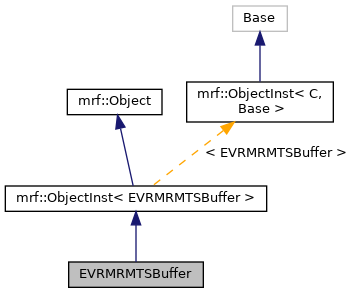 Base
mrf::ObjectInst< C,
Base >
mrf::Object
< EVRMRMTSBuffer >
mrf::ObjectInst< EVRMRMTSBuffer >
EVRMRMTSBuffer